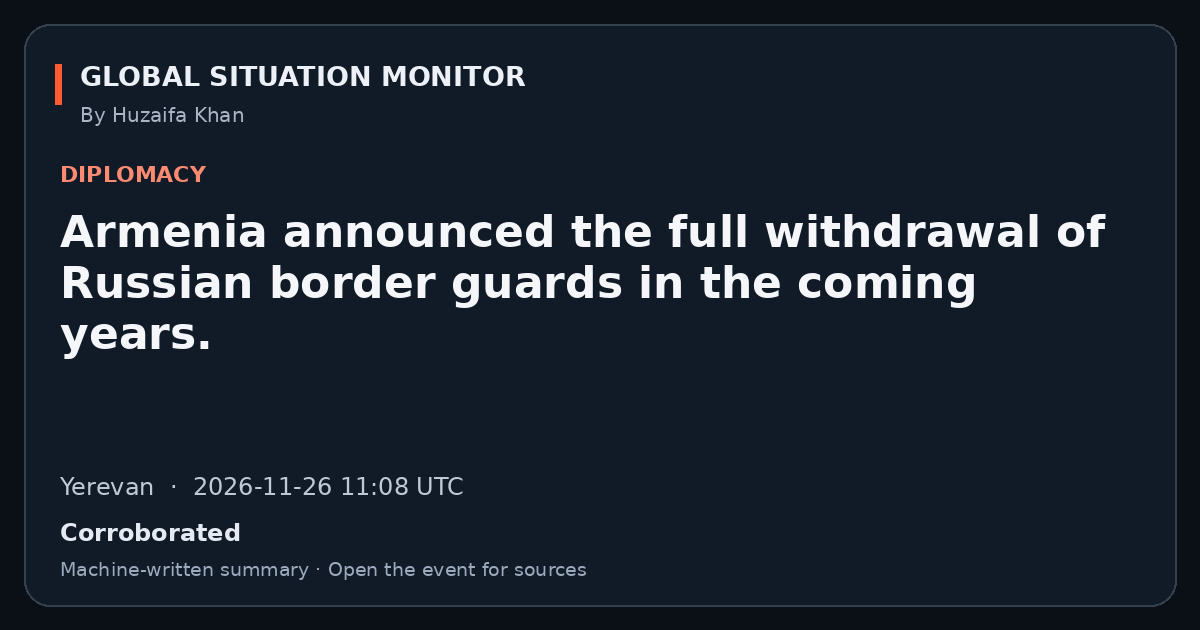 GLOBAL SITUATION MONITOR
By Huzaifa Khan
DIPLOMACY
Armenia announced the full withdrawal of
Russian border guards in the coming
years.
Yerevan · 2026-11-26 11:08 UTC
Corroborated
Machine-written summary · Open the event for sources